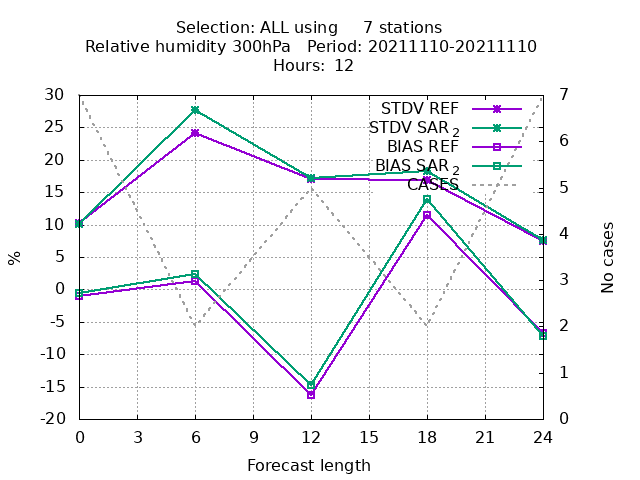 Selection: ALL using     7 stations
Relative humidity 300hPa   Period: 20211110-20211110
Hours: 12
STDV REF
STDV SAR2
BIAS REF
BIAS SAR2
CASES
30
25
20
15
10
5
0
-5
-10
-15
-20
%
7
6
5
4
3
2
1
0
No cases
0 3 6 9 12 15 18 21 24
Forecast length